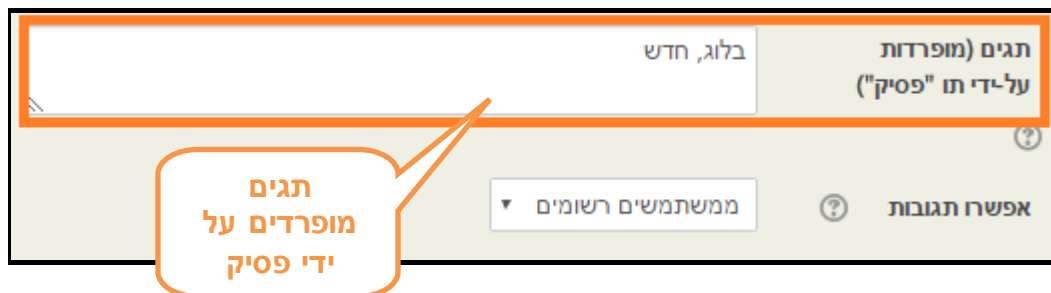 תגים (מופרדות
על-ידי תו "פסיק")
בלוג, חדש
?
אפשרו תגובות
?
ממשתמשים רשומים
תגים
מופרדים על
ידי פסיק